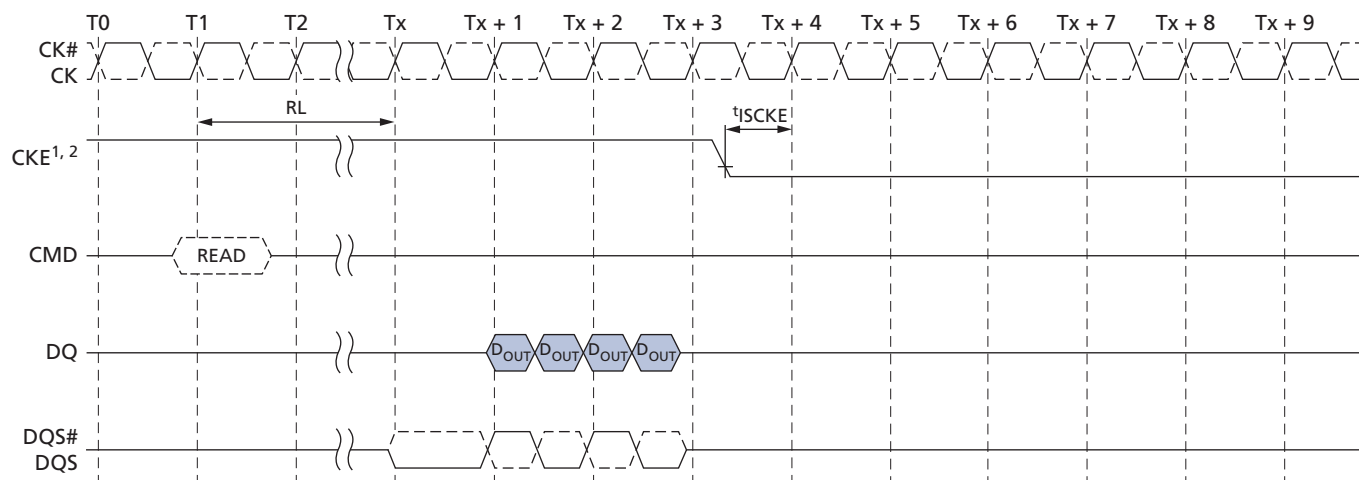 T0 T1 T2 Tx Tx + 1 Tx + 2 Tx + 3 Tx + 4 Tx + 5 Tx + 6 Tx + 7 Tx + 8 Tx + 9
CK#
CK
RL
tISCKE
CKE1, 2
CMD
READ
DQ
DOUT DOUT DOUT DOUT
DQS#
DQS